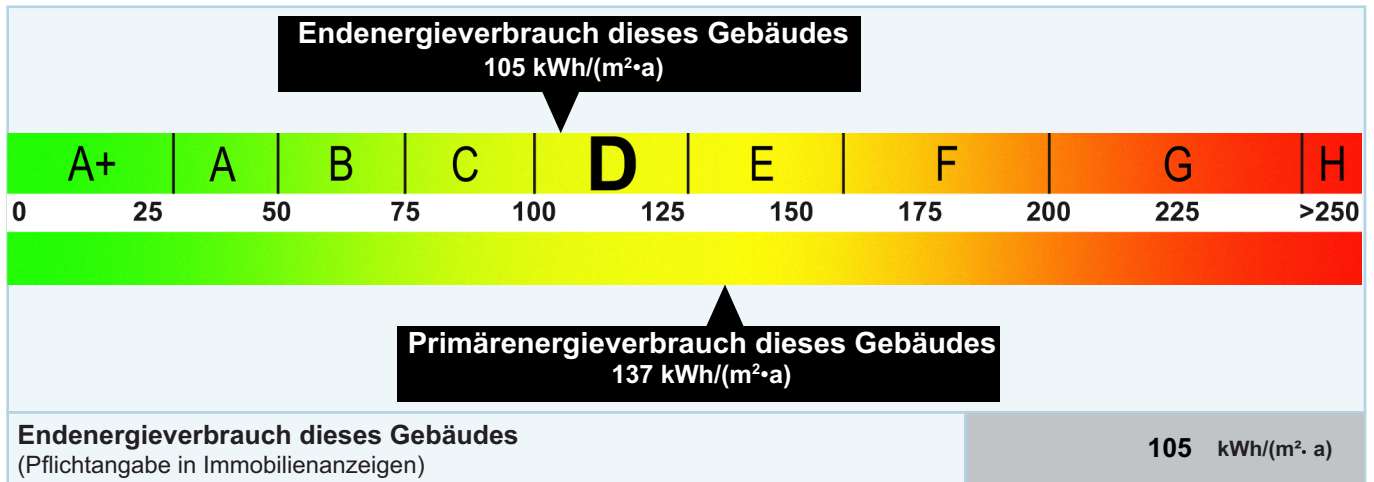 Endenergieverbrauch dieses Gebäudes
105 kWh/(m²•a)
A+ A B C D E F G H
0 25 50 75 100 125 150 175 200 225 >250
Primärenergieverbrauch dieses Gebäudes
137 kWh/(m²•a)
Endenergieverbrauch dieses Gebäudes
(Pflichtangabe in Immobilienanzeigen)
105 kWh/(m²· a)